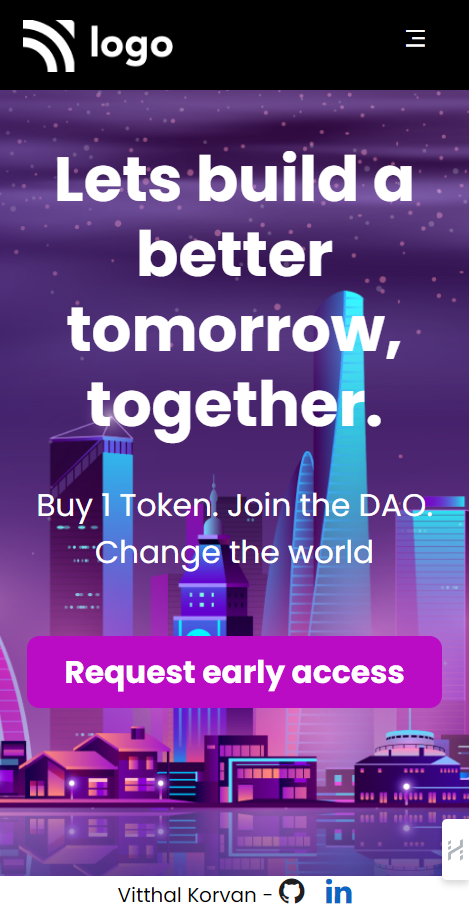 logo
Lets build a
better
tomorrow,
together.
Buy 1 Token. Join the DAO.
Change the world
Request early access
Vitthal Korvan - in